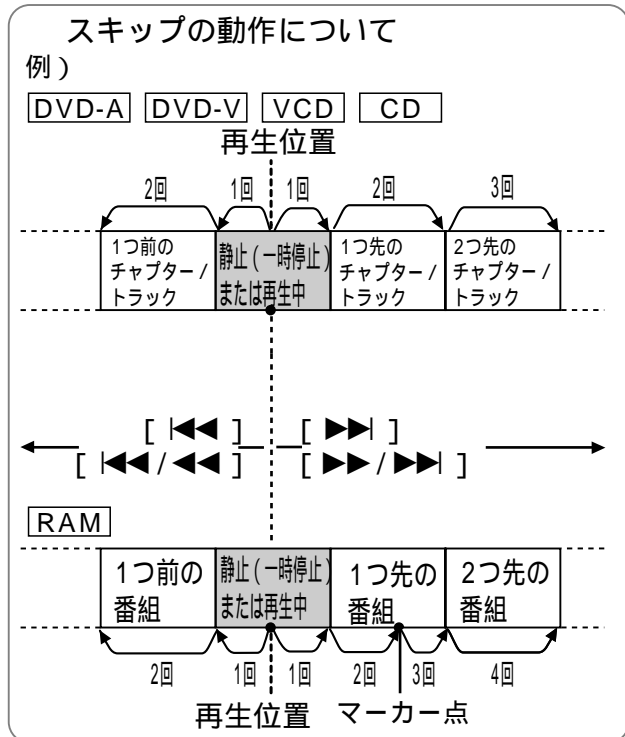 スキップの動作について
例）
DVD-A DVD-V VCD CD
再生位置
2回 1回 1回 2回 3回
1つ前の
チャプター/
トラック
静止(一時停止)
または再生中
1つ先の
チャプター/
トラック
2つ先の
チャプター/
トラック
[ |◀◀ ] [ ▶▶| ]
[ |◀◀/◀◀ ] [ ▶▶/▶▶| ]
RAM
1つ前の
番組
静止(一時停止)
または再生中
1つ先の
番組
2つ先の
番組
2回 1回 1回 2回 3回 4回
再生位置 マーカー点